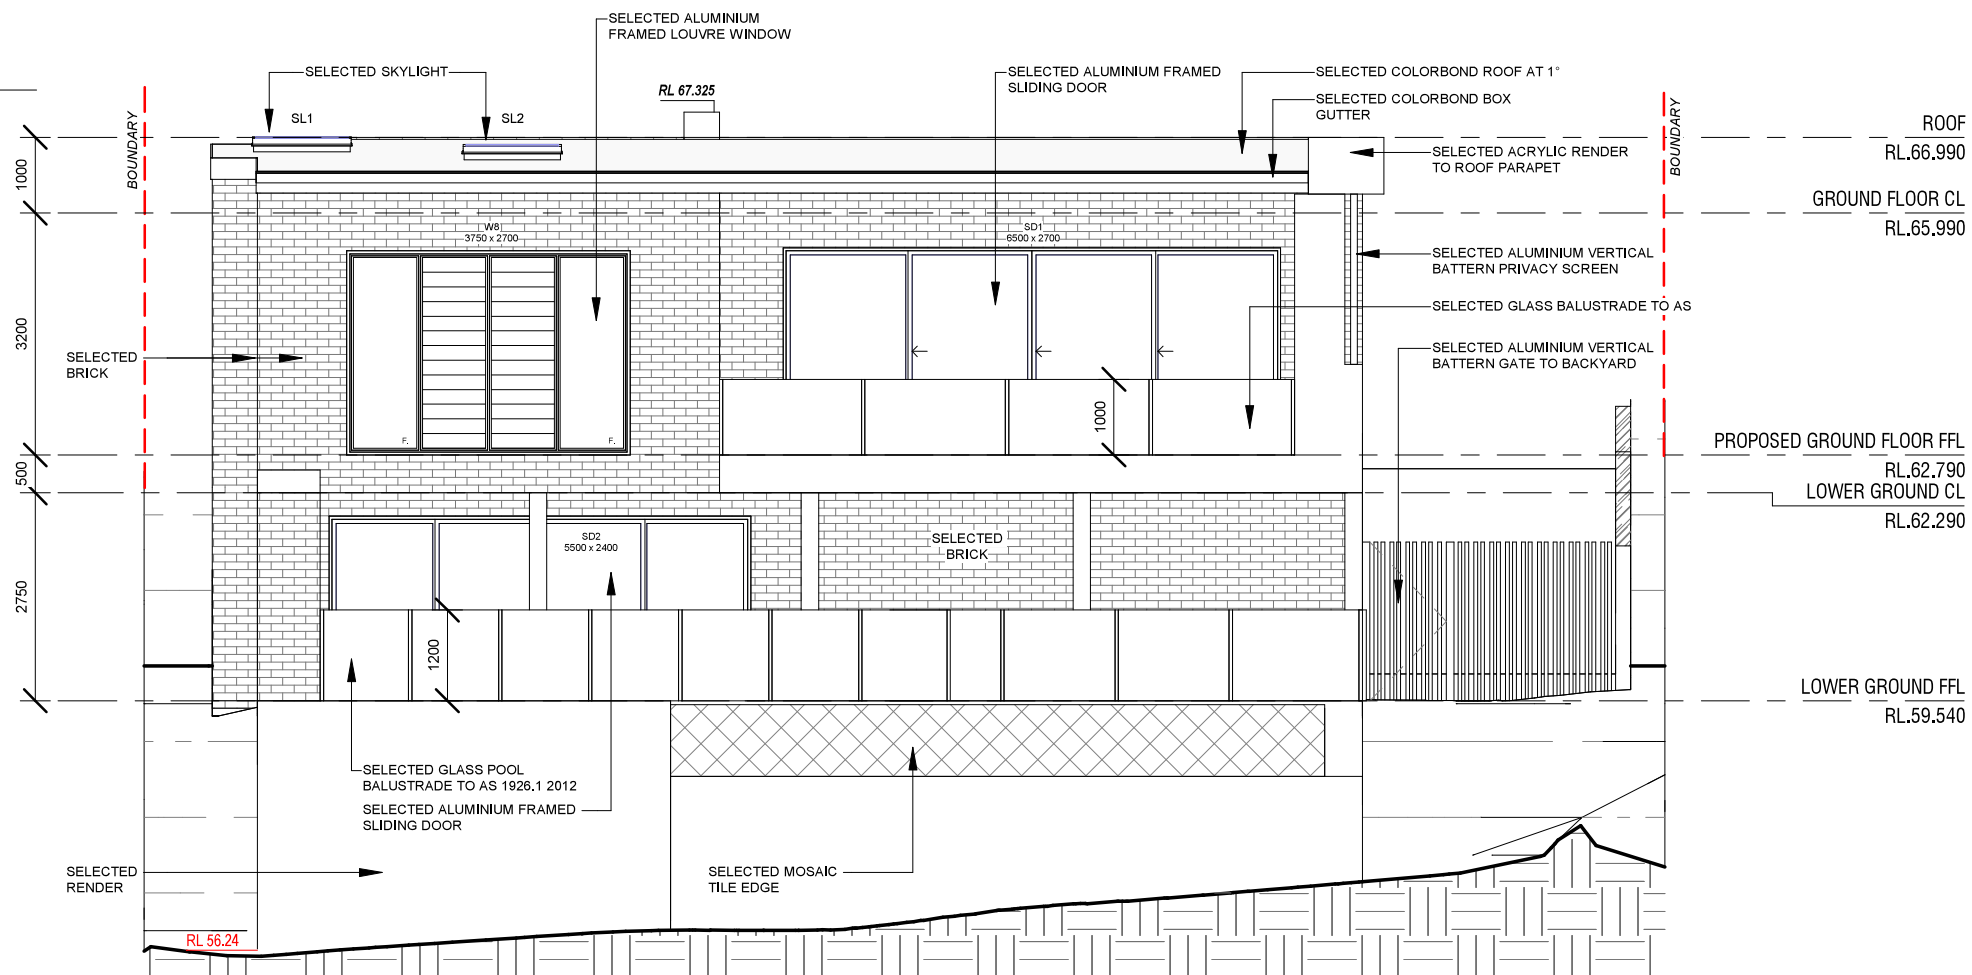 SELECTED ALUMINIUM
FRAMED LOUVRE WINDOW
SELECTED SKYLIGHT
SL1
SL2
RL 67.325
SELECTED ALUMINIUM FRAMED
SLIDING DOOR
SELECTED COLORBOND ROOF AT 1°
SELECTED COLORBOND BOX
GUTTER
BOUNDARY
BOUNDARY
ROOF
RL.66.990
SELECTED ACRYLIC RENDER
TO ROOF PARAPET
1000
GROUND FLOOR CL
RL.65.990
W8
3750 x 2700
SD1
6500 x 2700
SELECTED ALUMINIUM VERTICAL
BATTERN PRIVACY SCREEN
SELECTED GLASS BALUSTRADE TO AS
3200
SELECTED
BRICK
SELECTED ALUMINIUM VERTICAL
BATTERN GATE TO BACKYARD
1000
F.
F.
PROPOSED GROUND FLOOR FFL
RL.62.790
500
LOWER GROUND CL
RL.62.290
SD2
5500 x 2400
SELECTED
BRICK
2750
1200
LOWER GROUND FFL
RL.59.540
SELECTED GLASS POOL
BALUSTRADE TO AS 1926.1 2012
SELECTED ALUMINIUM FRAMED
SLIDING DOOR
SELECTED
RENDER
SELECTED MOSAIC
TILE EDGE
RL 56.24